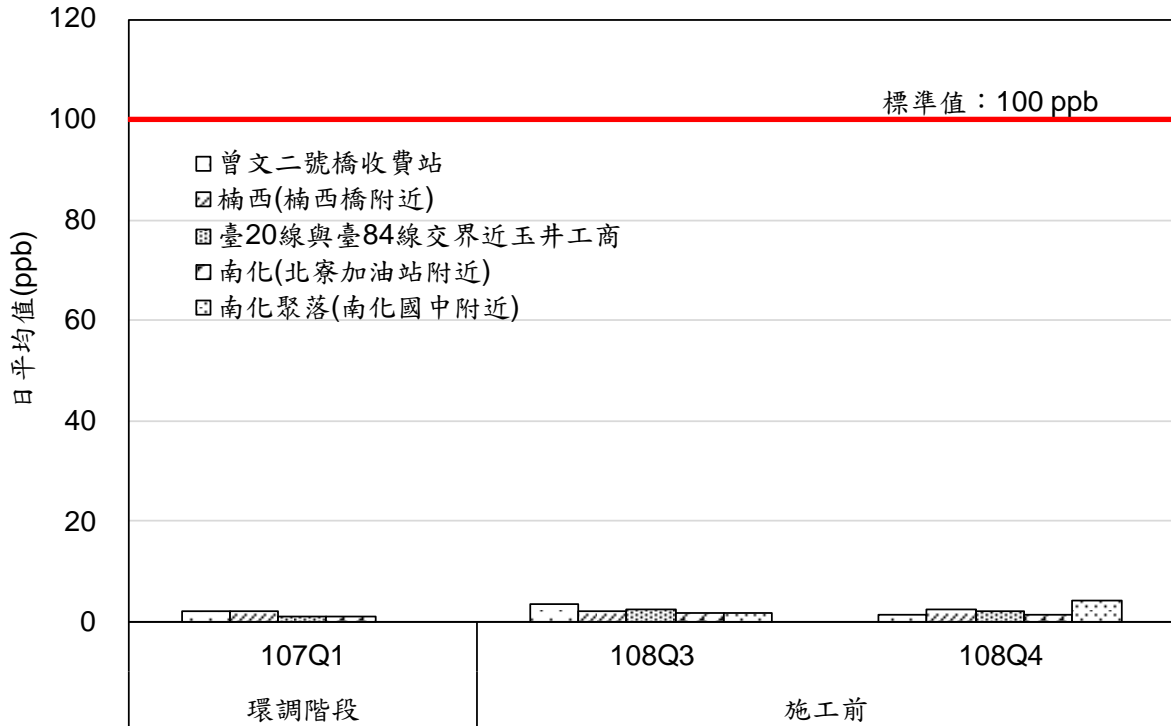 120
100
80
60
40
20
0
日平均值(ppb)
標準值：100 ppb
曾文二號橋收費站
楠西(楠西橋附近)
臺20線與臺84線交界近玉井工商
南化(北寮加油站附近)
南化聚落(南化國中附近)
107Q1
108Q3
108Q4
環調階段
施工前